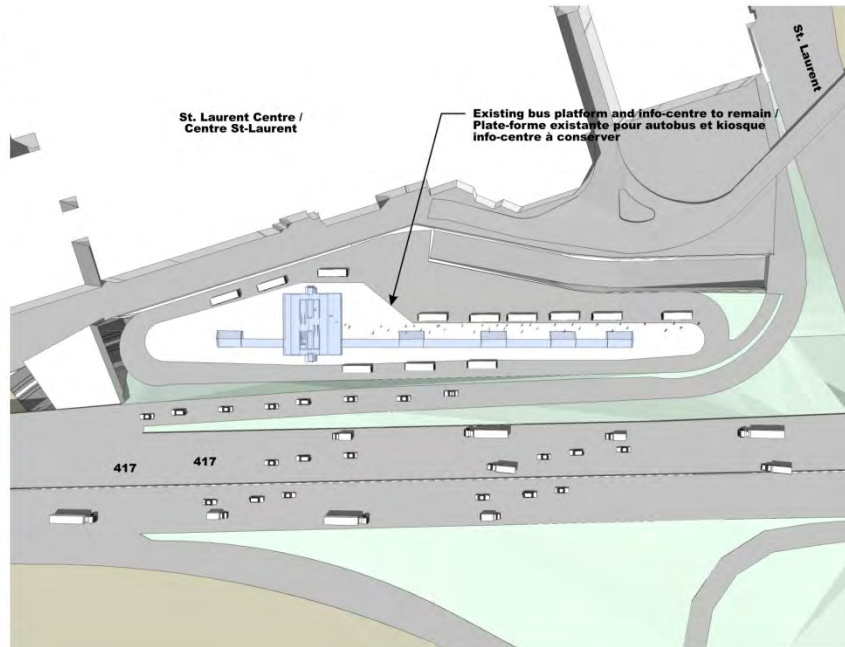 St. Laurent
St. Laurent Centre /
Centre St-Laurent
Existing bus platform and info-centre to remain /
Plate-forme existante pour autobus et kiosque
info-centre à conserver
417
417